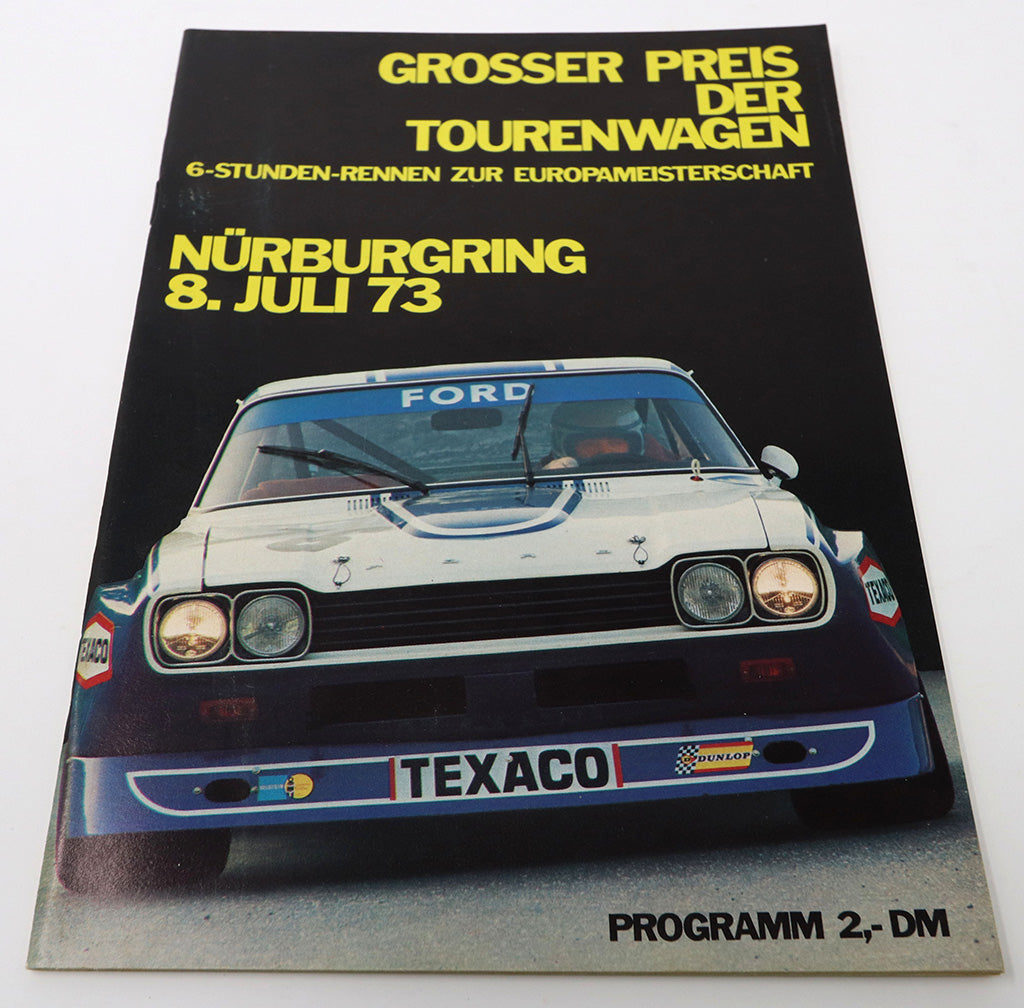 GROSSER PREIS
DER
TOURENWAGEN
6-STUNDEN-RENNEN ZUR EUROPAMEISTERSCHAFT
NÜRBURGRING
8. JULI 73
FORD
TEXACO
TEXACO
DUNLOP
TEXACO
PROGRAMM 2,- DM